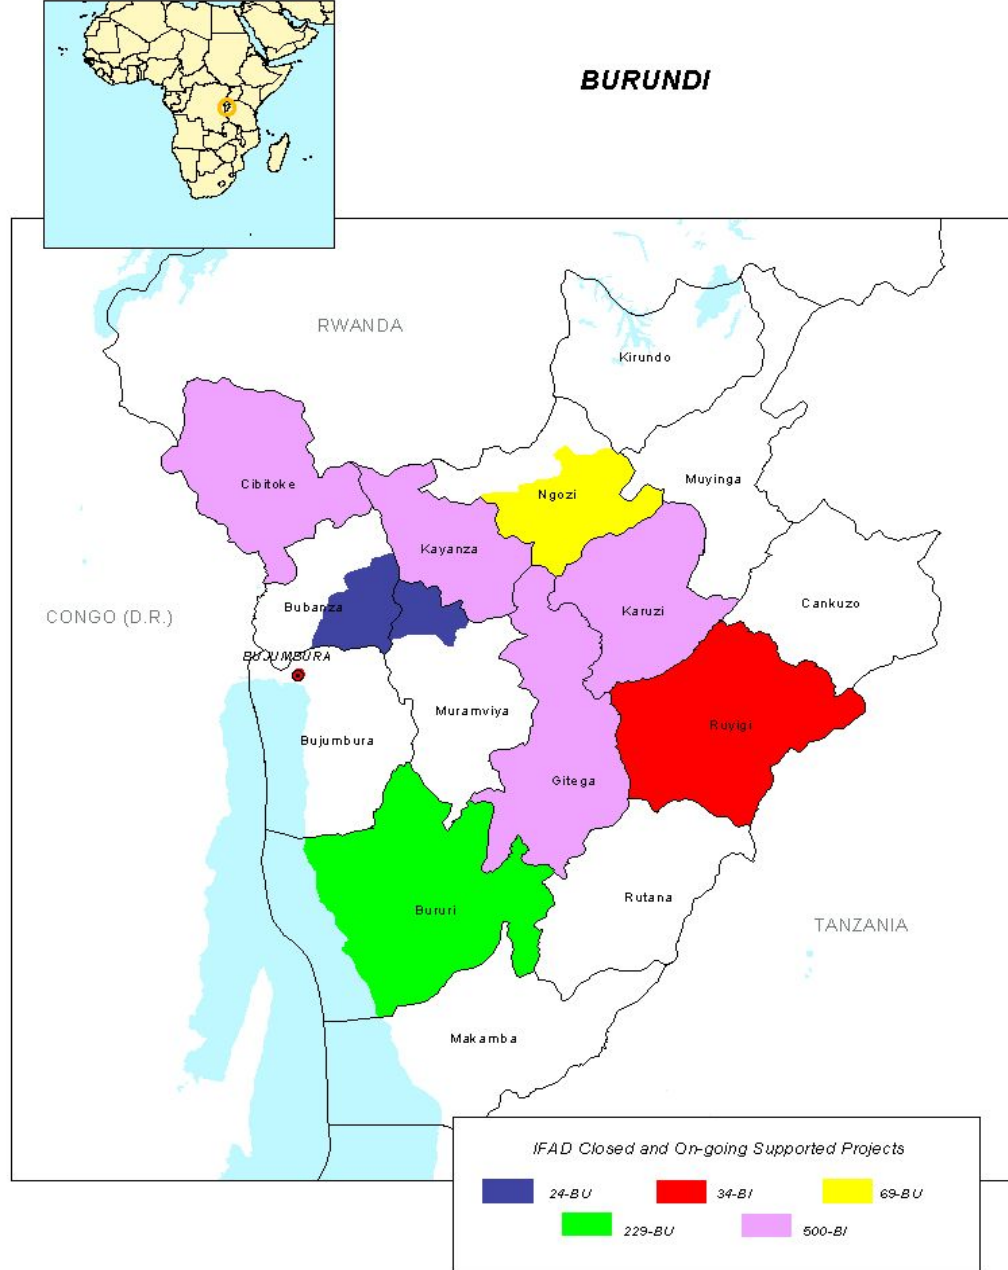 BURUNDI
RWANDA
Kirundo
Muyinga
Cibitoke
Ngozi
Kayanza
Cankuzo
Bubanza
Karuzi
CONGO (D.R.)
BUJUMBURA
Muramviya
Ruyigi
Bujumbura
Gitega
Rutana
Bururi
TANZANIA
Makamba
IFAD Closed and On-going Supported Projects
24-BU
34-BI
69-BU
229-BU
500-BI